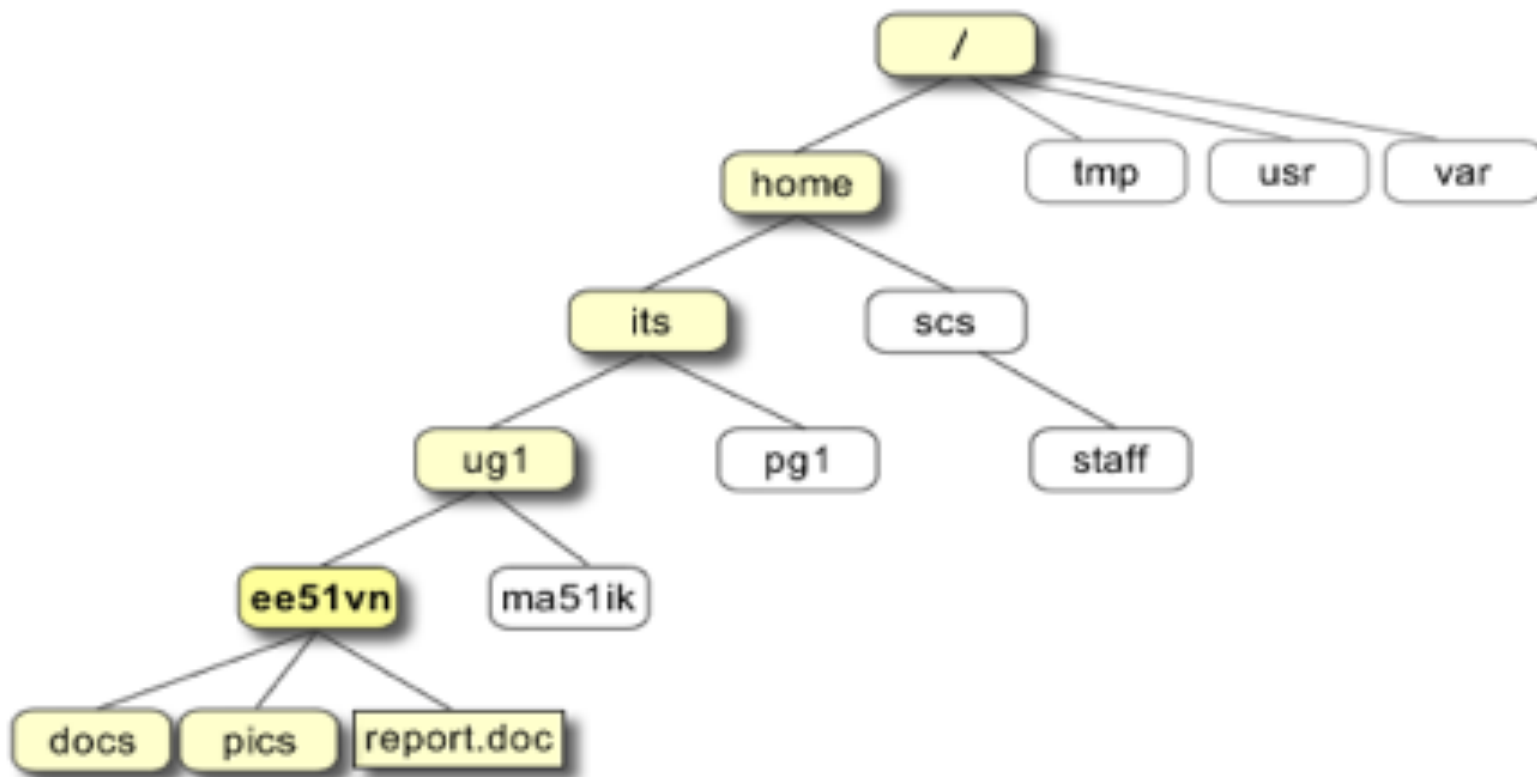 /
home
tmp
usr
var
its
scs
ug1
pg1
staff
ee51vn
ma51ik
docs
pics
report.doc